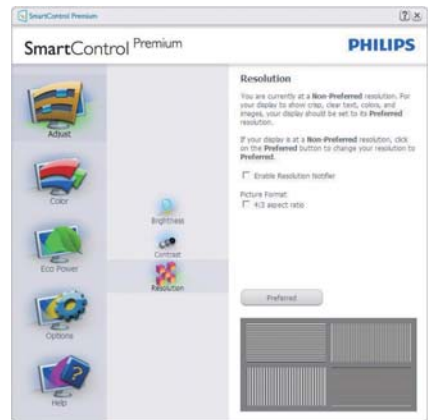 SmartControl Premium
SmartControl Premium
PHILIPS
Adjust
Color
Eco Power
Options
Help
Brightness
Contrast
Resolution
Resolution
You are currently at a Non-Preferred resolution. For
your display to show crisp, clear text, colors, and
images, your display should be set to its Preferred
resolution.
If your display is at a Non-Preferred resolution, click
on the Preferred button to change your resolution to
Preferred.
Enable Resolution Notifier
Picture Format
4:3 aspect ratio
Preferred